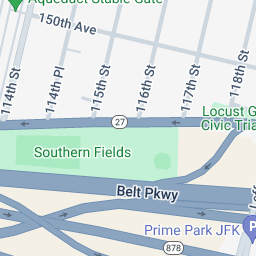 Aqueduct Stable Gate
150th Ave
114th St
114th Pl
115th St
116th St
117th St
118th St
Locust G
Civic Tria
27
Southern Fields
Belt Pkwy
Prime Park JFK
P
878